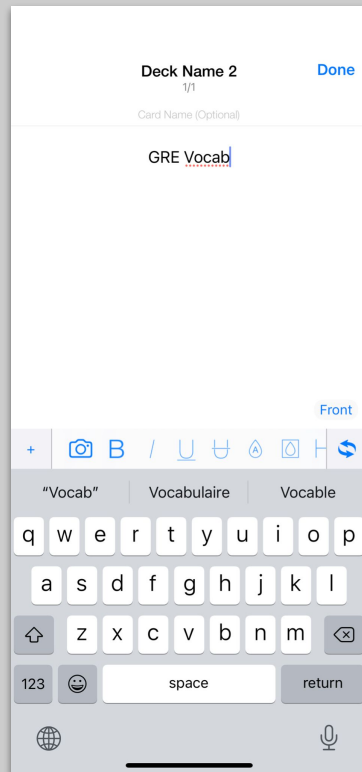 Deck Name 2 Done
1/1
Card Name (Optional)
GRE Vocab
Front
+ B I U U A H
“Vocab” Vocabulaire Vocable
q w e r t y u i o p
a s d f g h j k l
z x c v b n m
123 space return